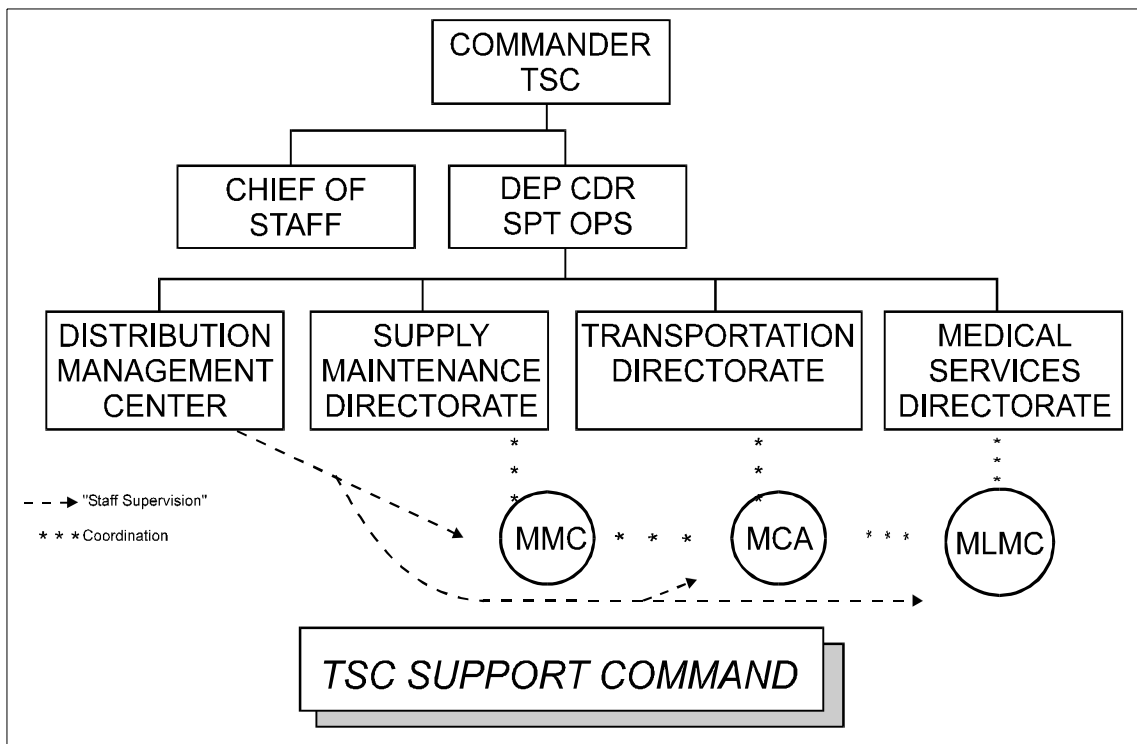 COMMANDER
TSC
CHIEF OF
STAFF
DEP CDR
SPT OPS
DISTRIBUTION
MANAGEMENT
CENTER
SUPPLY
MAINTENANCE
DIRECTORATE
TRANSPORTATION
DIRECTORATE
MEDICAL
SERVICES
DIRECTORATE
"Staff Supervision"
* * * Coordination
MMC
MCA
MLMC
TSC SUPPORT COMMAND